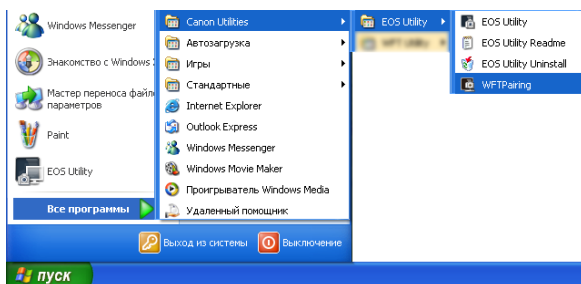 Windows Messenger
Знакомство с Windows
Мастер переноса файл
параметров
Paint
EOS Utility
Все программы
Canon Utilities
Автозагрузка
Игры
Стандартные
Internet Explorer
Outlook Express
Windows Messenger
Windows Movie Maker
Проигрыватель Windows Media
Удаленный помощник
EOS Utility
EOS Utility
EOS Utility Readme
EOS Utility Uninstall
WFTPairing
Выход из системы
Выключение
пуск